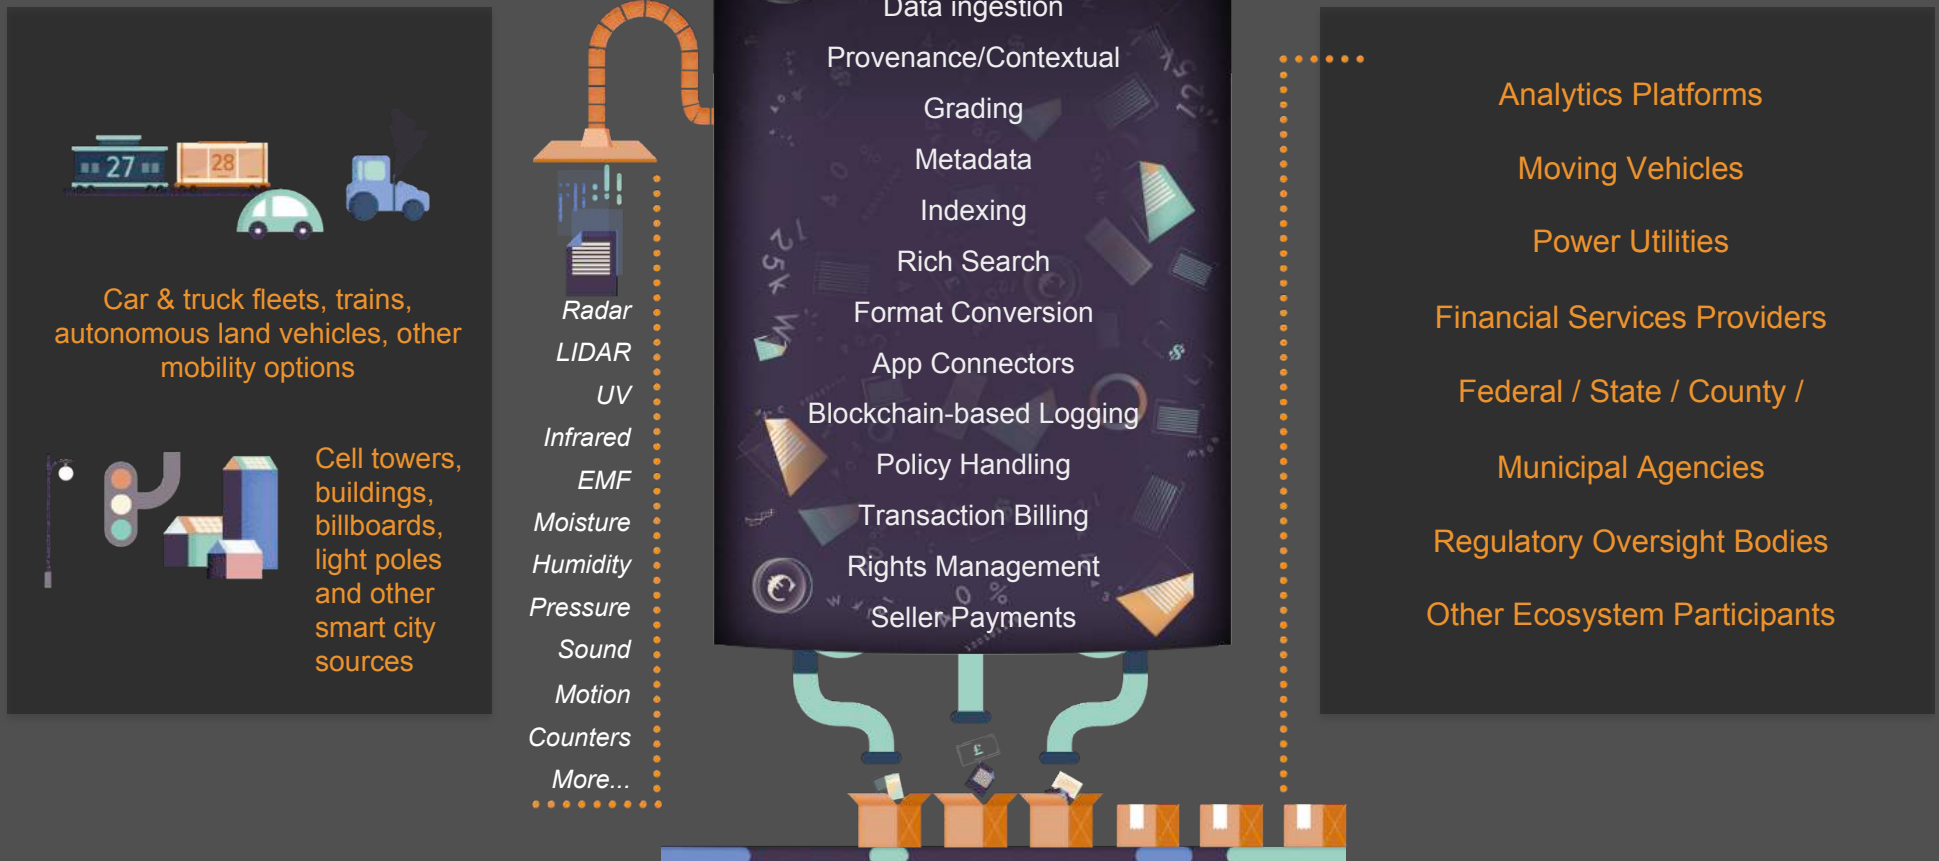 27
28
Car & truck fleets, trains,
autonomous land vehicles, other
mobility options
Cell towers,
buildings,
billboards,
light poles
and other
smart city
sources
Radar
LIDAR
UV
Infrared
EMF
Moisture
Humidity
Pressure
Sound
Motion
Counters
More...
Data ingestion
Provenance/Contextual
Grading
Metadata
Indexing
Rich Search
Format Conversion
App Connectors
Blockchain-based Logging
Policy Handling
Transaction Billing
Rights Management
Seller Payments
125K
W
$
€
£
Analytics Platforms
Moving Vehicles
Power Utilities
Financial Services Providers
Federal / State / County /
Municipal Agencies
Regulatory Oversight Bodies
Other Ecosystem Participants